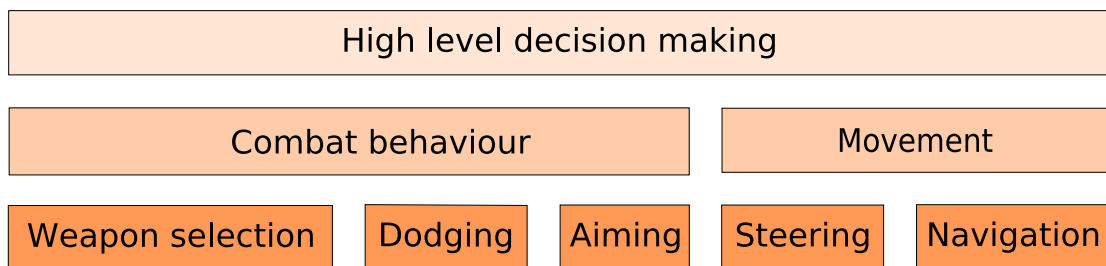 High level decision making
Combat behaviour
Movement
Weapon selection
Dodging
Aiming
Steering
Navigation